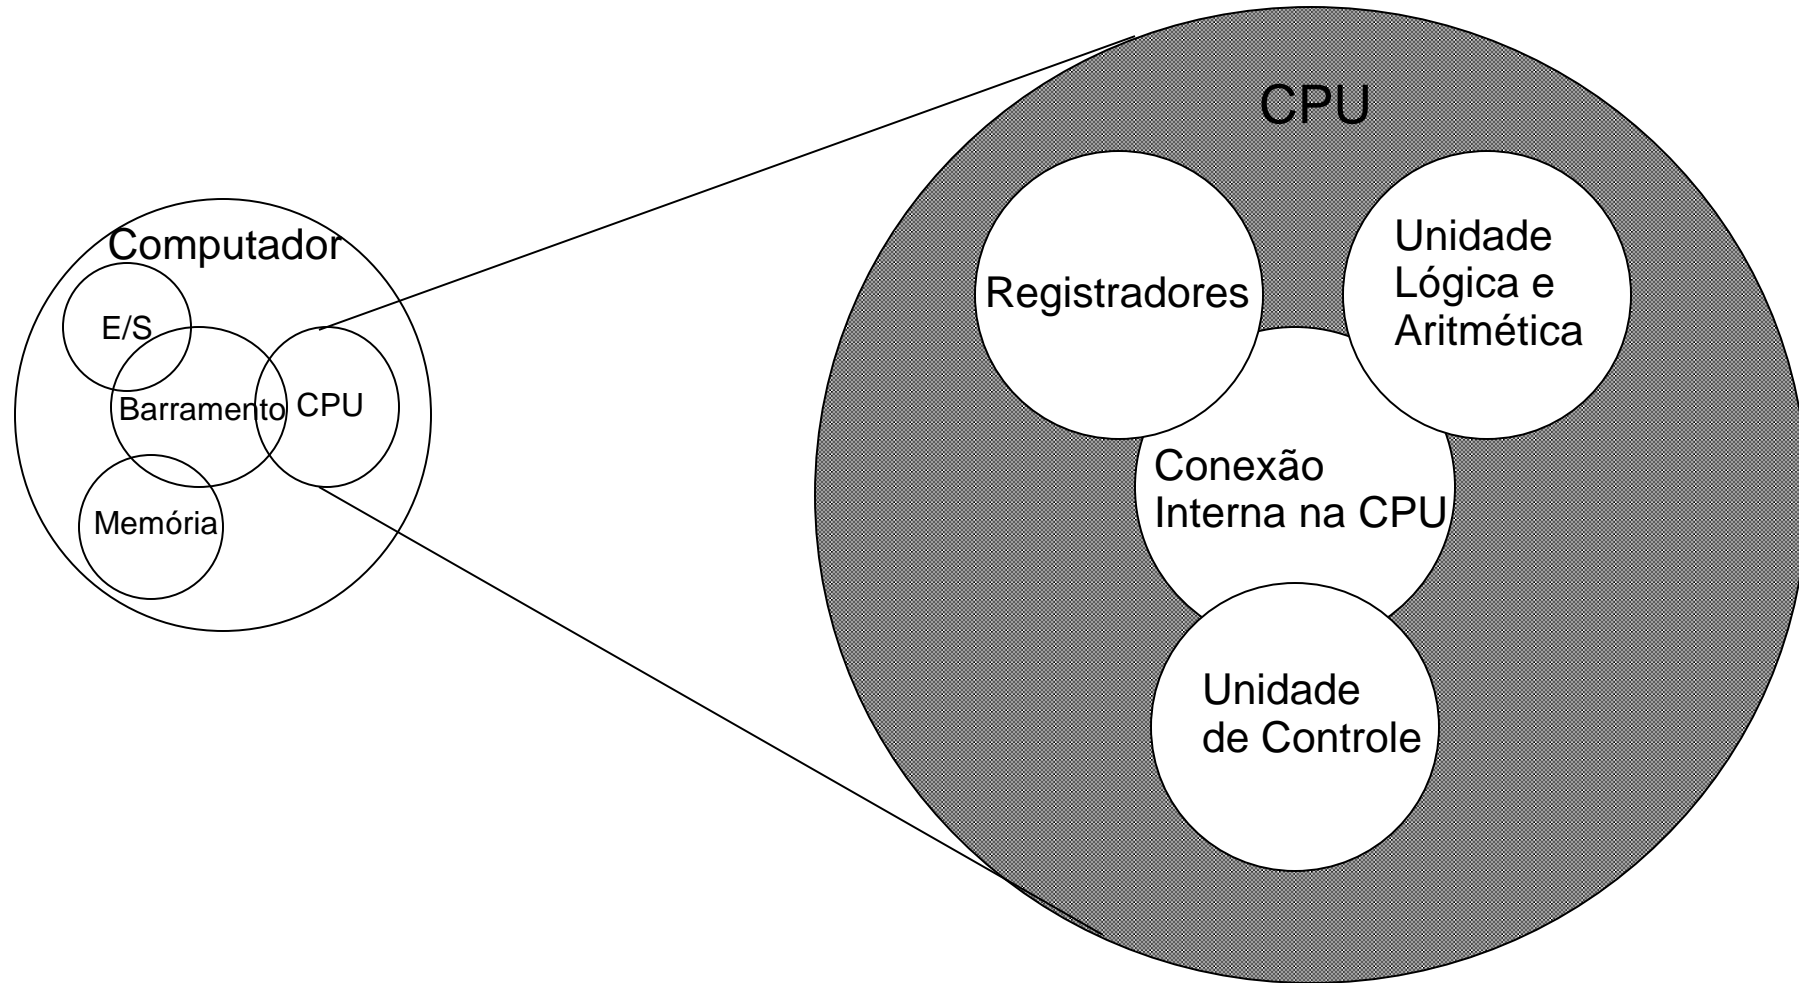 Computador
E/S
Barramento
CPU
Memória
CPU
Registradores
Unidade
Lógica e
Aritmética
Conexão
Interna na CPU
Unidade
de Controle